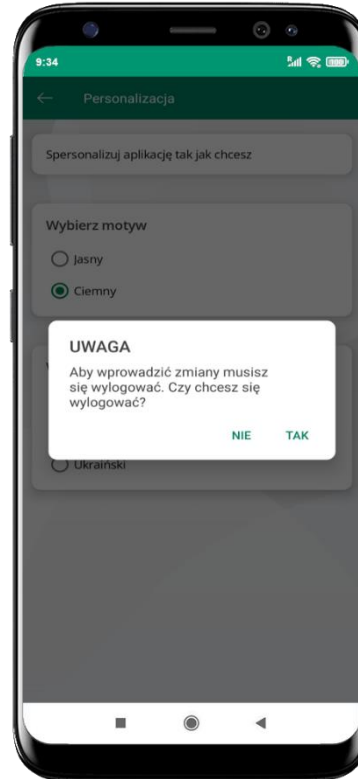 9:34
100
Personalizacja
Spersonalizuj aplikację tak jak chcesz
Wybierz motyw
Jasny
Ciemny
UWAGA
Aby wprowadzić zmiany musisz
się wylogować. Czy chcesz się
wylogować?
NIE TAK
Ukraiński